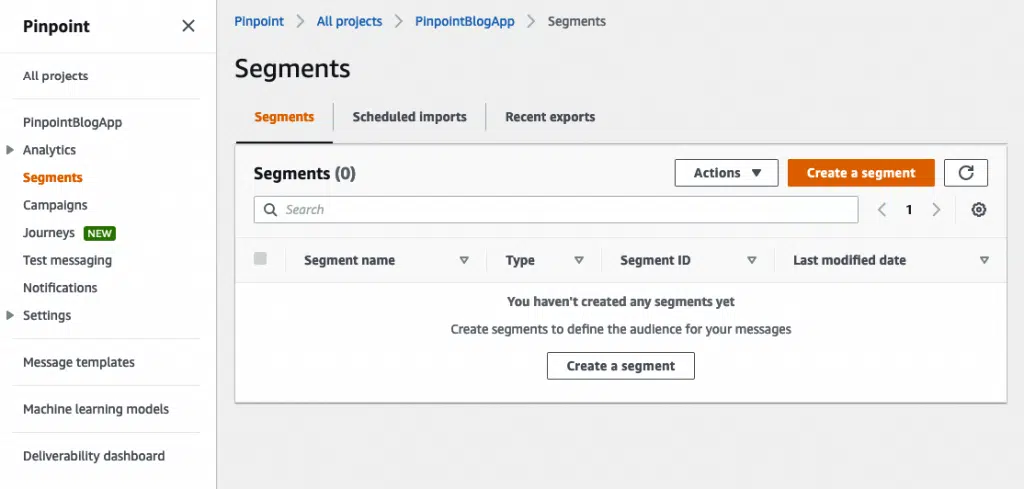 Pinpoint
All projects
PinpointBlogApp
Analytics
Segments
Campaigns
Journeys NEW
Test messaging
Notifications
Settings
Message templates
Machine learning models
Deliverability dashboard
Pinpoint > All projects > PinpointBlogApp > Segments
Segments
Segments Scheduled imports Recent exports
Segments (0) Actions Create a segment
Search 1
Segment name Type Segment ID Last modified date
You haven't created any segments yet
Create segments to define the audience for your messages
Create a segment